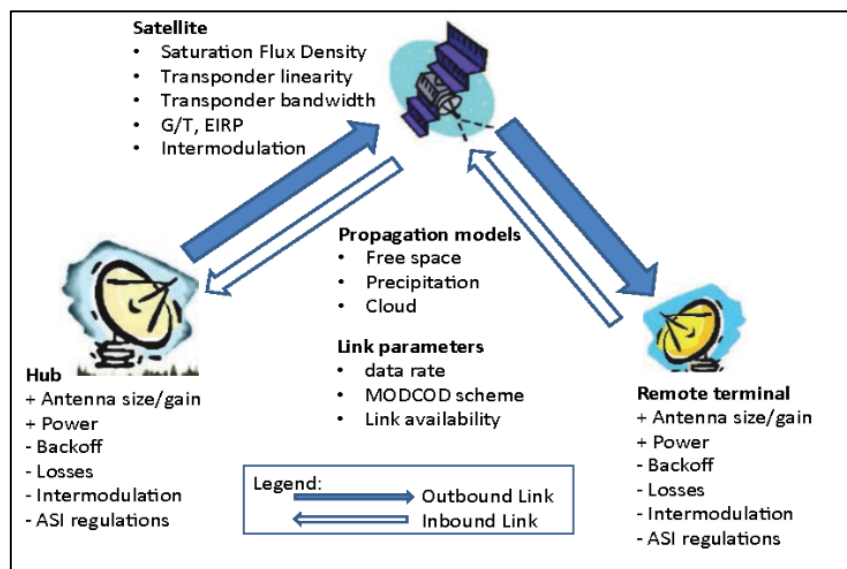 Satellite
• Saturation Flux Density
• Transponder linearity
• Transponder bandwidth
• G/T, EIRP
• Intermodulation
Propagation models
• Free space
• Precipitation
• Cloud
Link parameters
• data rate
• MODCOD scheme
• Link availability
Hub
+ Antenna size/gain
+ Power
- Backoff
- Losses
- Intermodulation
- ASI regulations
Remote terminal
+ Antenna size/gain
+ Power
- Backoff
- Losses
- Intermodulation
- ASI regulations
Legend:
Outbound Link
Inbound Link